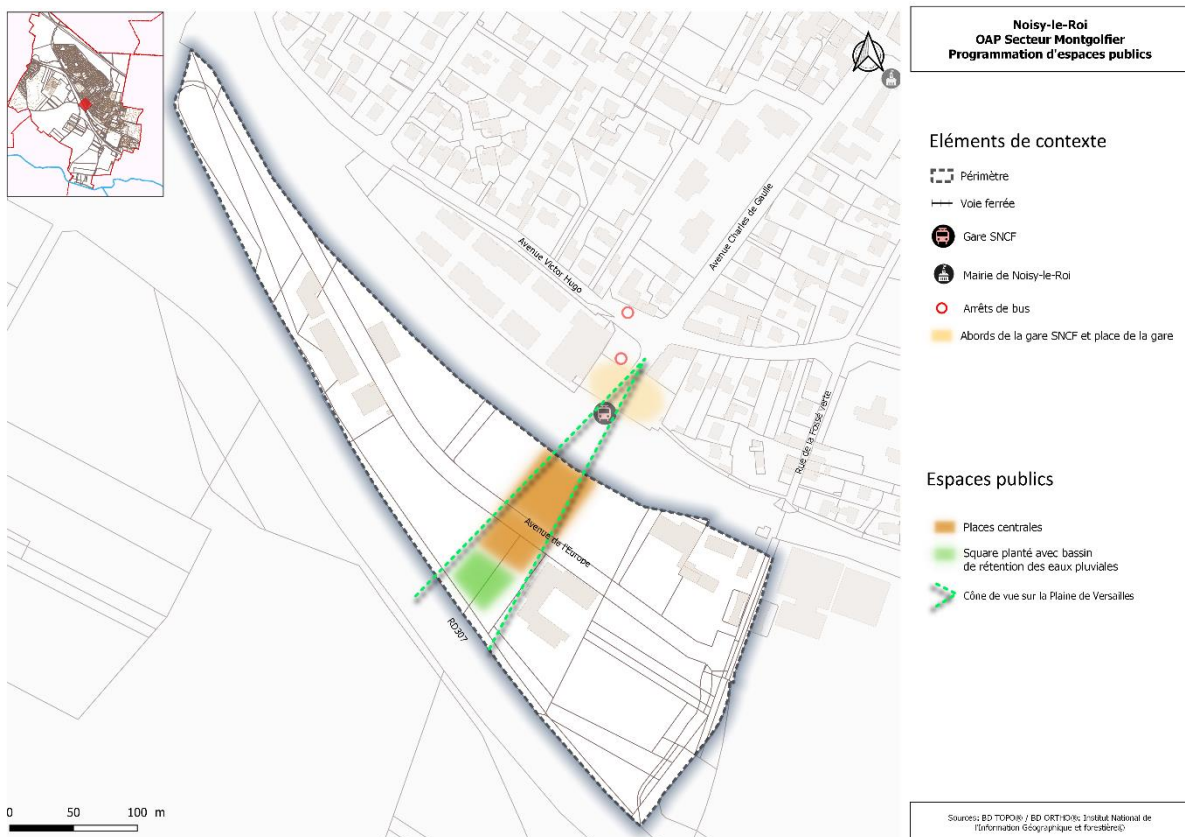 Noisy-le-Roi
OAP Secteur Montgolfier
Programmation d'espaces publics
Eléments de contexte
Périmètre
Voie ferrée
Gare SNCF
Mairie de Noisy-le-Roi
Arrêts de bus
Abords de la gare SNCF et place de la gare
Espaces publics
Places centrales
Square planté avec bassin
de rétention des eaux pluviales
Cône de vue sur la Plaine de Versailles
Avenue Victor Hugo
Avenue Charles de Gaulle
Rue de la Fossé verte
Avenue de l'Europe
RD307
0 50 100 m
Sources: BD TOPO® / BD ORTHO®; Institut National de
l'Information Géographique et forestière©